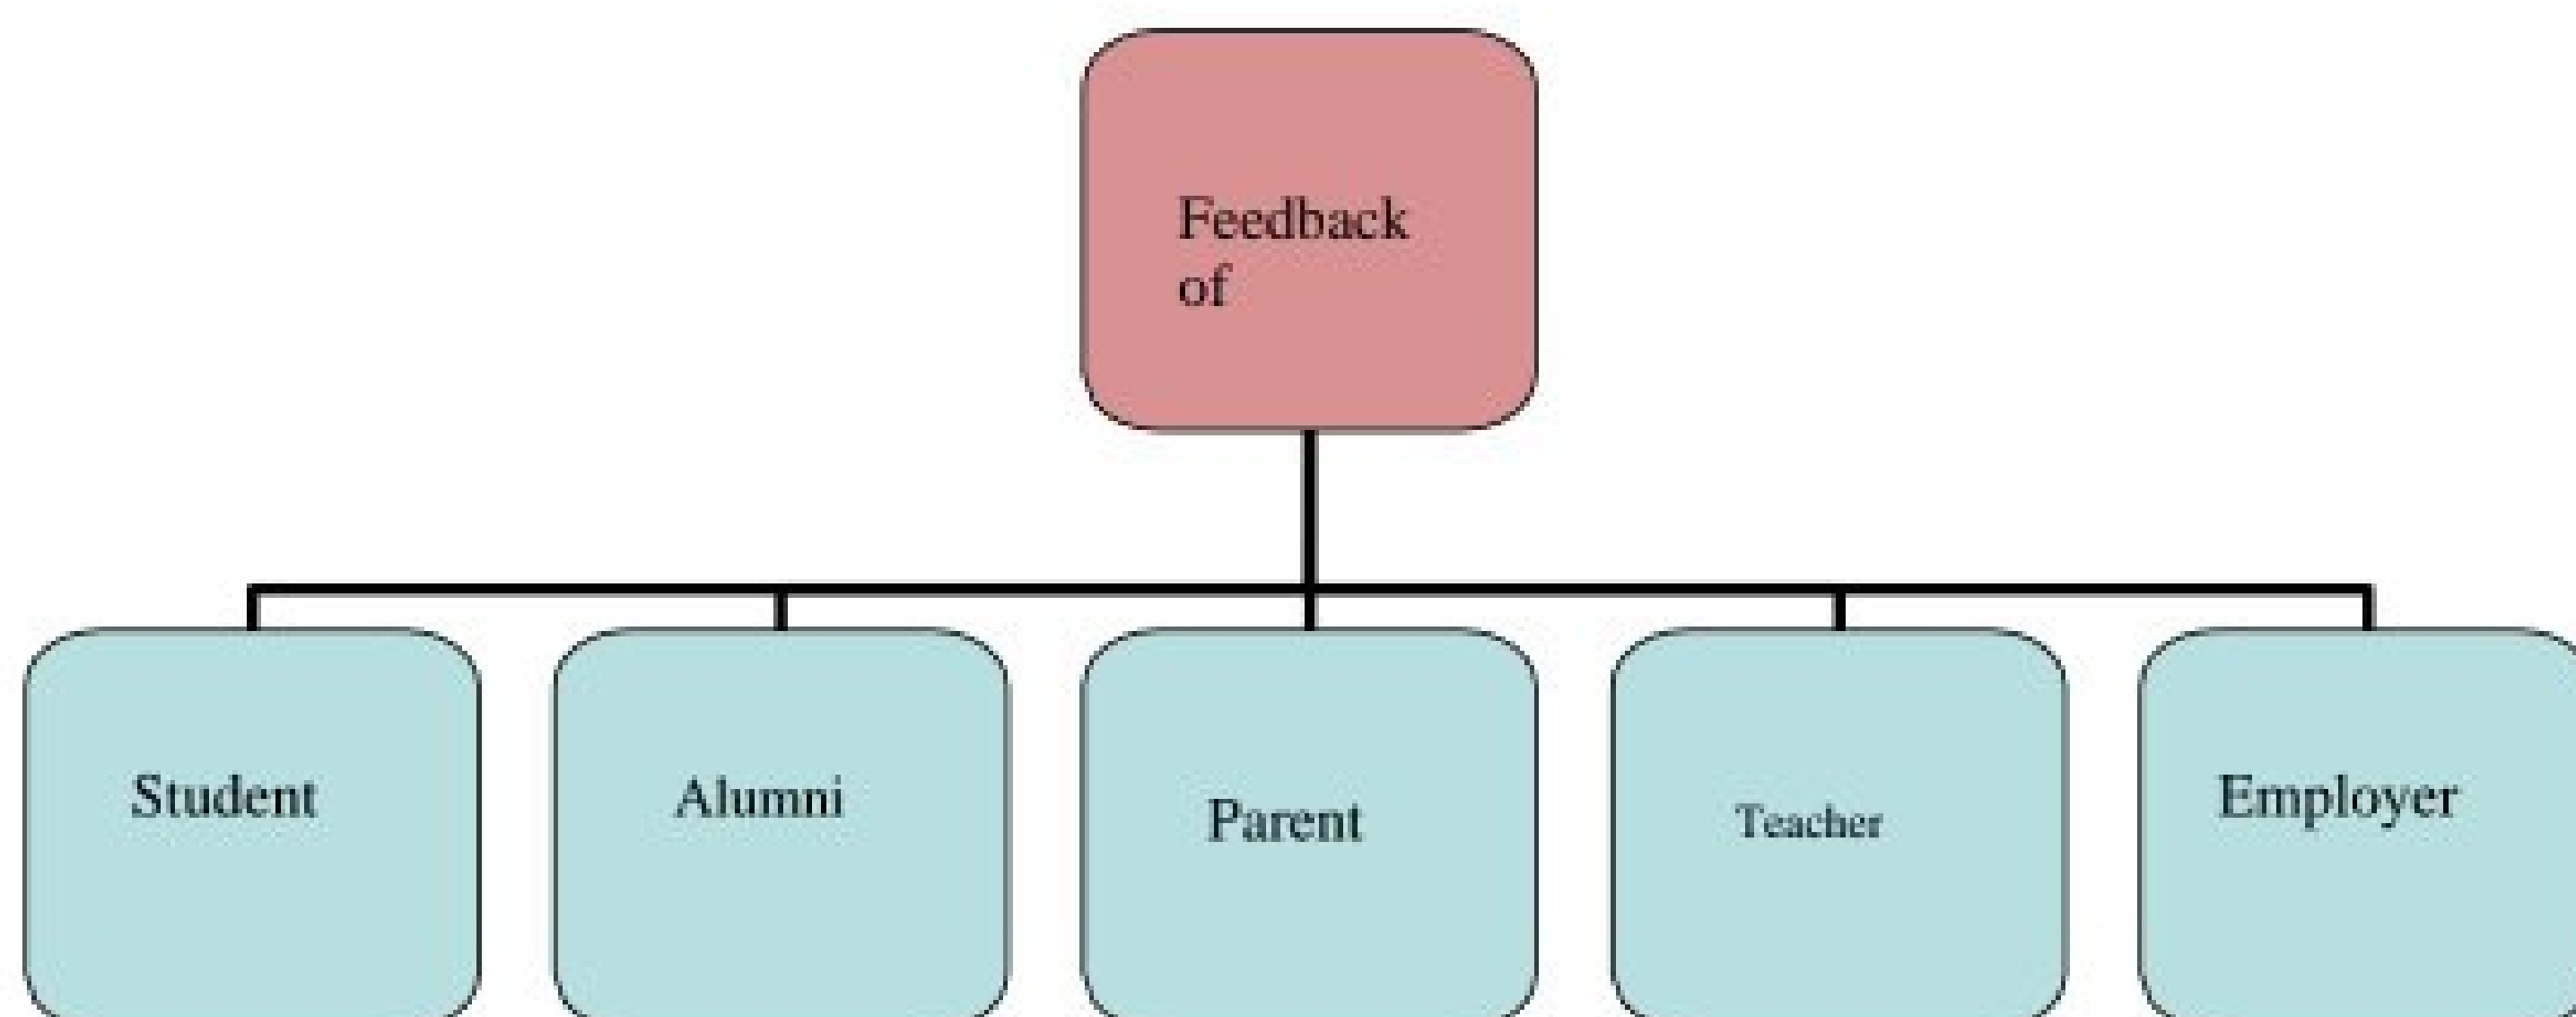 Feedback
of
Student
Alumni
Parent
Teacher
Employer